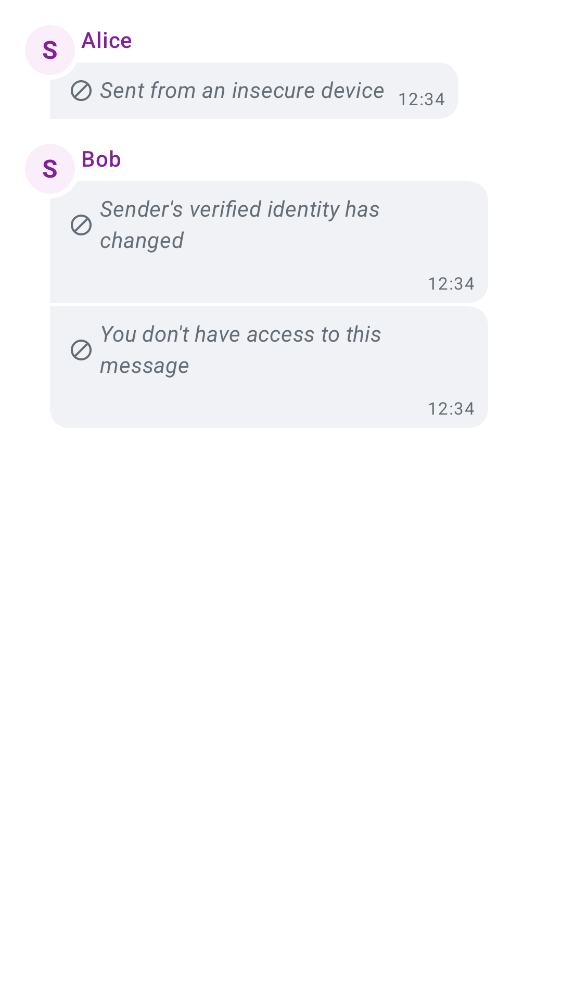 S
Alice
Sent from an insecure device 12:34
S
Bob
Sender's verified identity has
changed
12:34
You don't have access to this
message
12:34